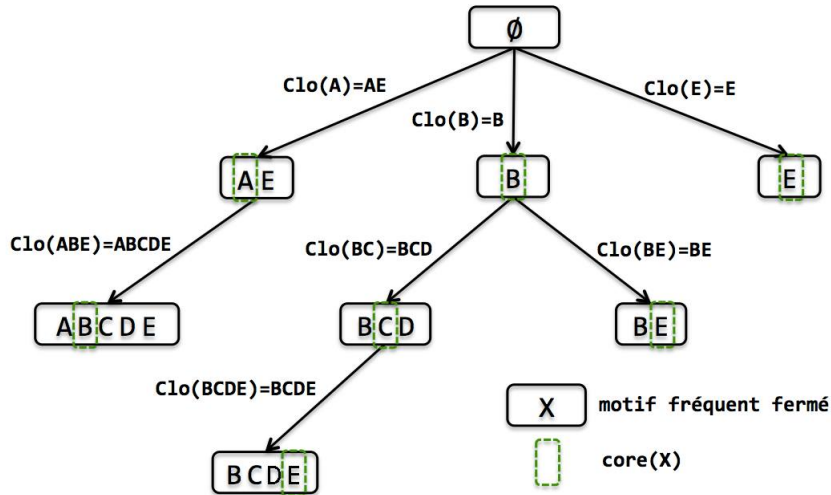 Ø
Clo(A)=AE
Clo(B)=B
Clo(E)=E
A E
B
E
Clo(ABE)=ABCDE
Clo(BC)=BCD
Clo(BE)=BE
A B C D E
B C D
B E
Clo(BCDE)=BCDE
X motif fréquent fermé
core(X)
B C D E